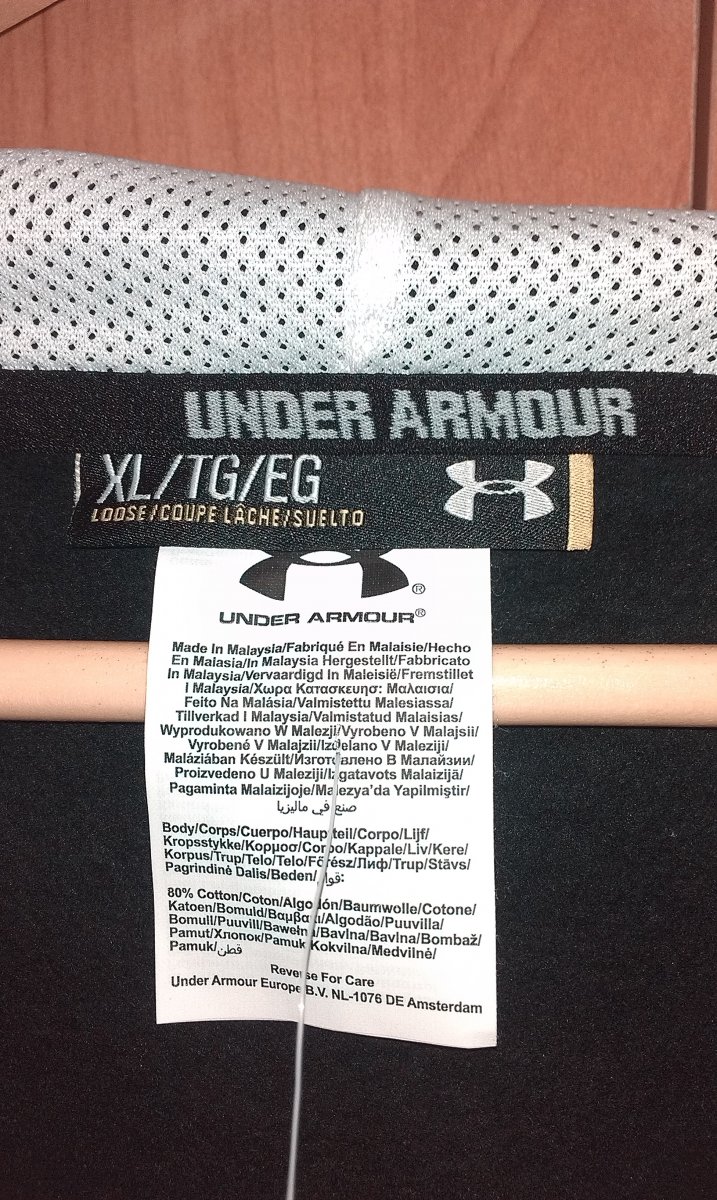 UNDER ARMOUR
XL/TG/EG
LOOSE/COUPE LÂCHE/SUELTO
®
UNDER ARMOUR®
Made In Malaysia/Fabriqué En Malaisie/Hecho
En Malasia/In Malaysia Hergestellt/Fabbricato
In Malaysia/Vervaardigd In Maleisië/Fremstillet
I Malaysia/Χωρα Κατασκευησ: Μαλαισια/
Feito Na Malásia/Valmistettu Malesiassa/
Tillverkad I Malaysia/Valmistatud Malaisias/
Wyprodukowano W Malezji/Vyrobeno V Malajsii/
Vyrobené V Malajzii/Izdelano V Maleziji/
Maláziában Készült/Изготовлено В Малайзии/
Proizvedeno U Maleziji/Izgatavots Malaizijā/
Pagaminta Malaizijoje/Malezya'da Yapilmiştir/
صنع في ماليزيا
Body/Corps/Cuerpo/Hauptteil/Corpo/Lijf/
Kropsstykke/Κορμοσ/Corpo/Kappale/Liv/Kere/
Korpus/Trup/Telo/Telo/Főrész/Лиф/Trup/Stāvs/
Pagrindinė Dalis/Beden/قوام:
80% Cotton/Coton/Algodón/Baumwolle/Cotone/
Katoen/Bomuld/Βαμβακι/Algodão/Puuvilla/
Bomull/Puuvill/Bawełna/Bavlna/Bavlna/Bombaž/
Pamut/Хлопок/Pamuk/Kokvilna/Medvilnė/
Pamuk/قطن
Reverse For Care
Under Armour Europe B.V. NL-1076 DE Amsterdam